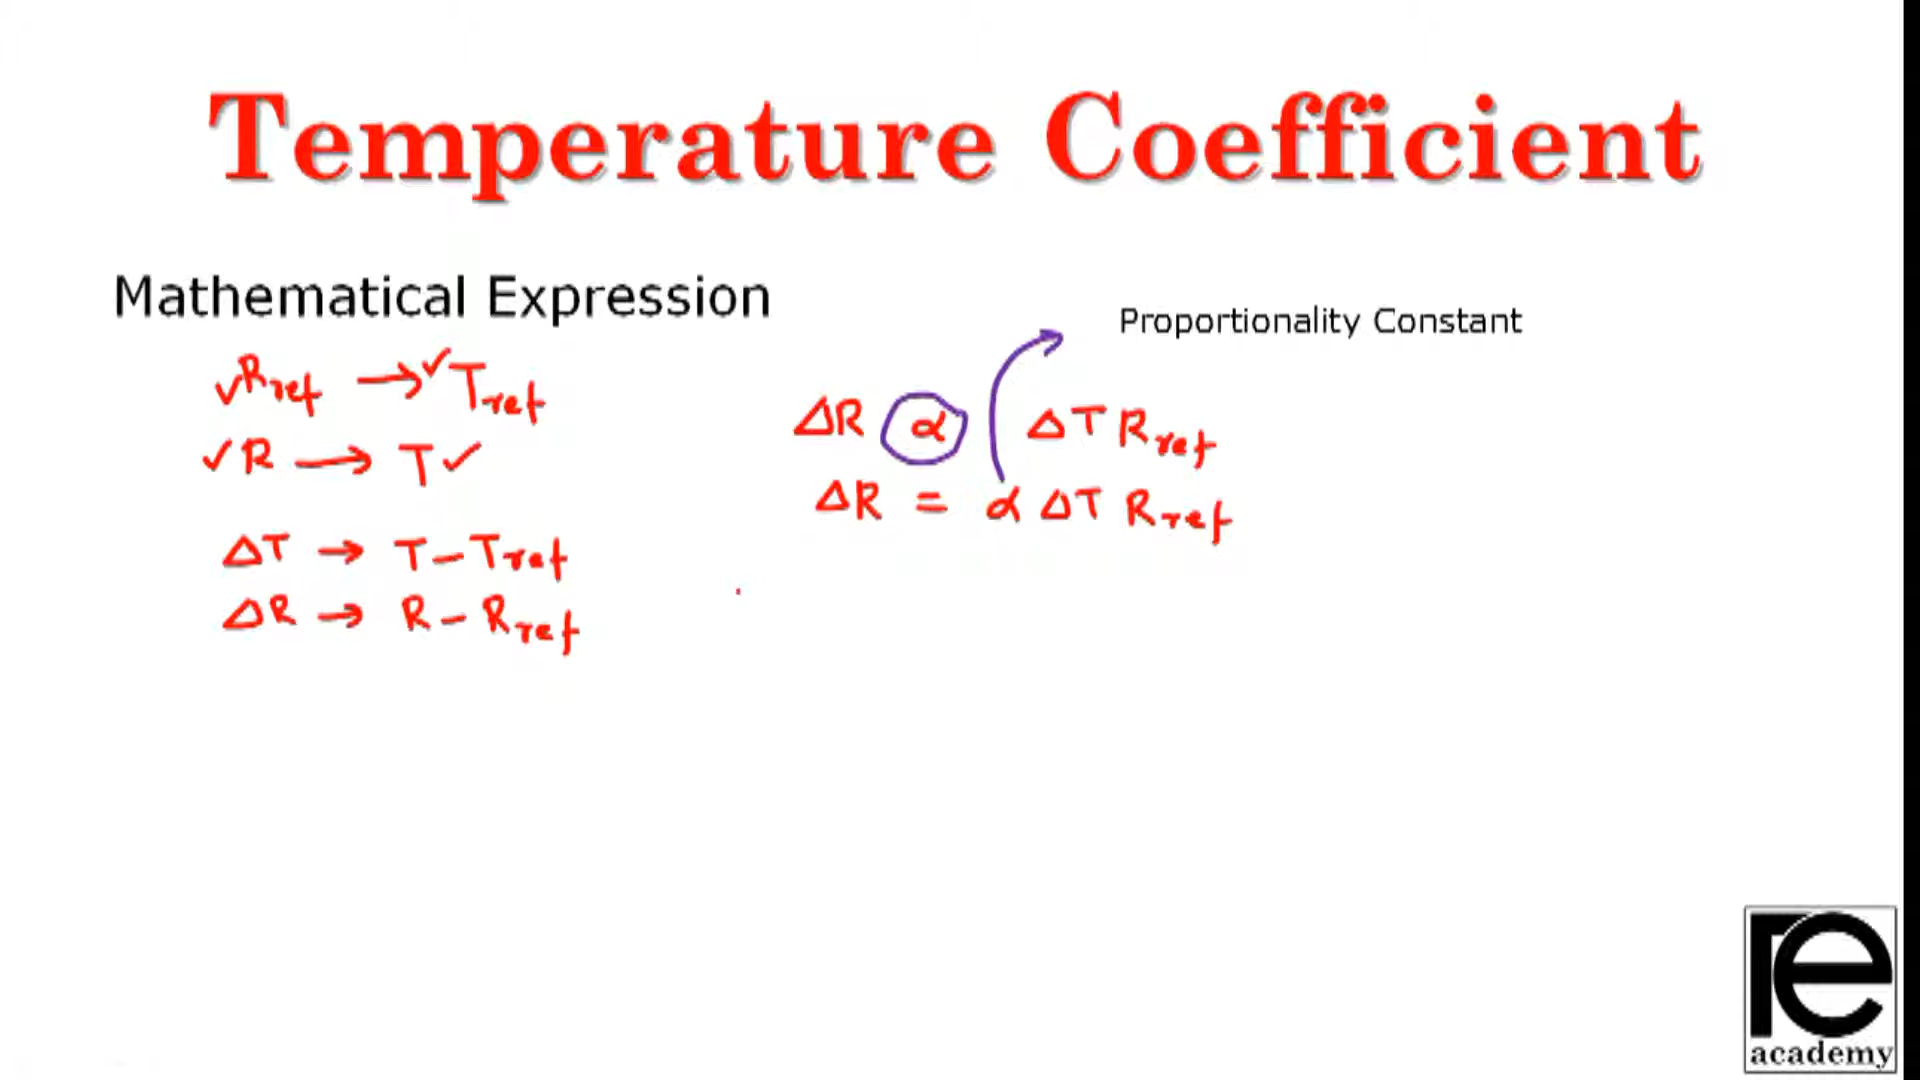 Temperature Coefficient
Mathematical Expression
Proportionality Constant
✓Rref → ✓Tref
✓R → T✓
ΔT → T – Tref
ΔR → R – Rref
ΔR α ΔT Rref
ΔR = α ΔT Rref
re
academy